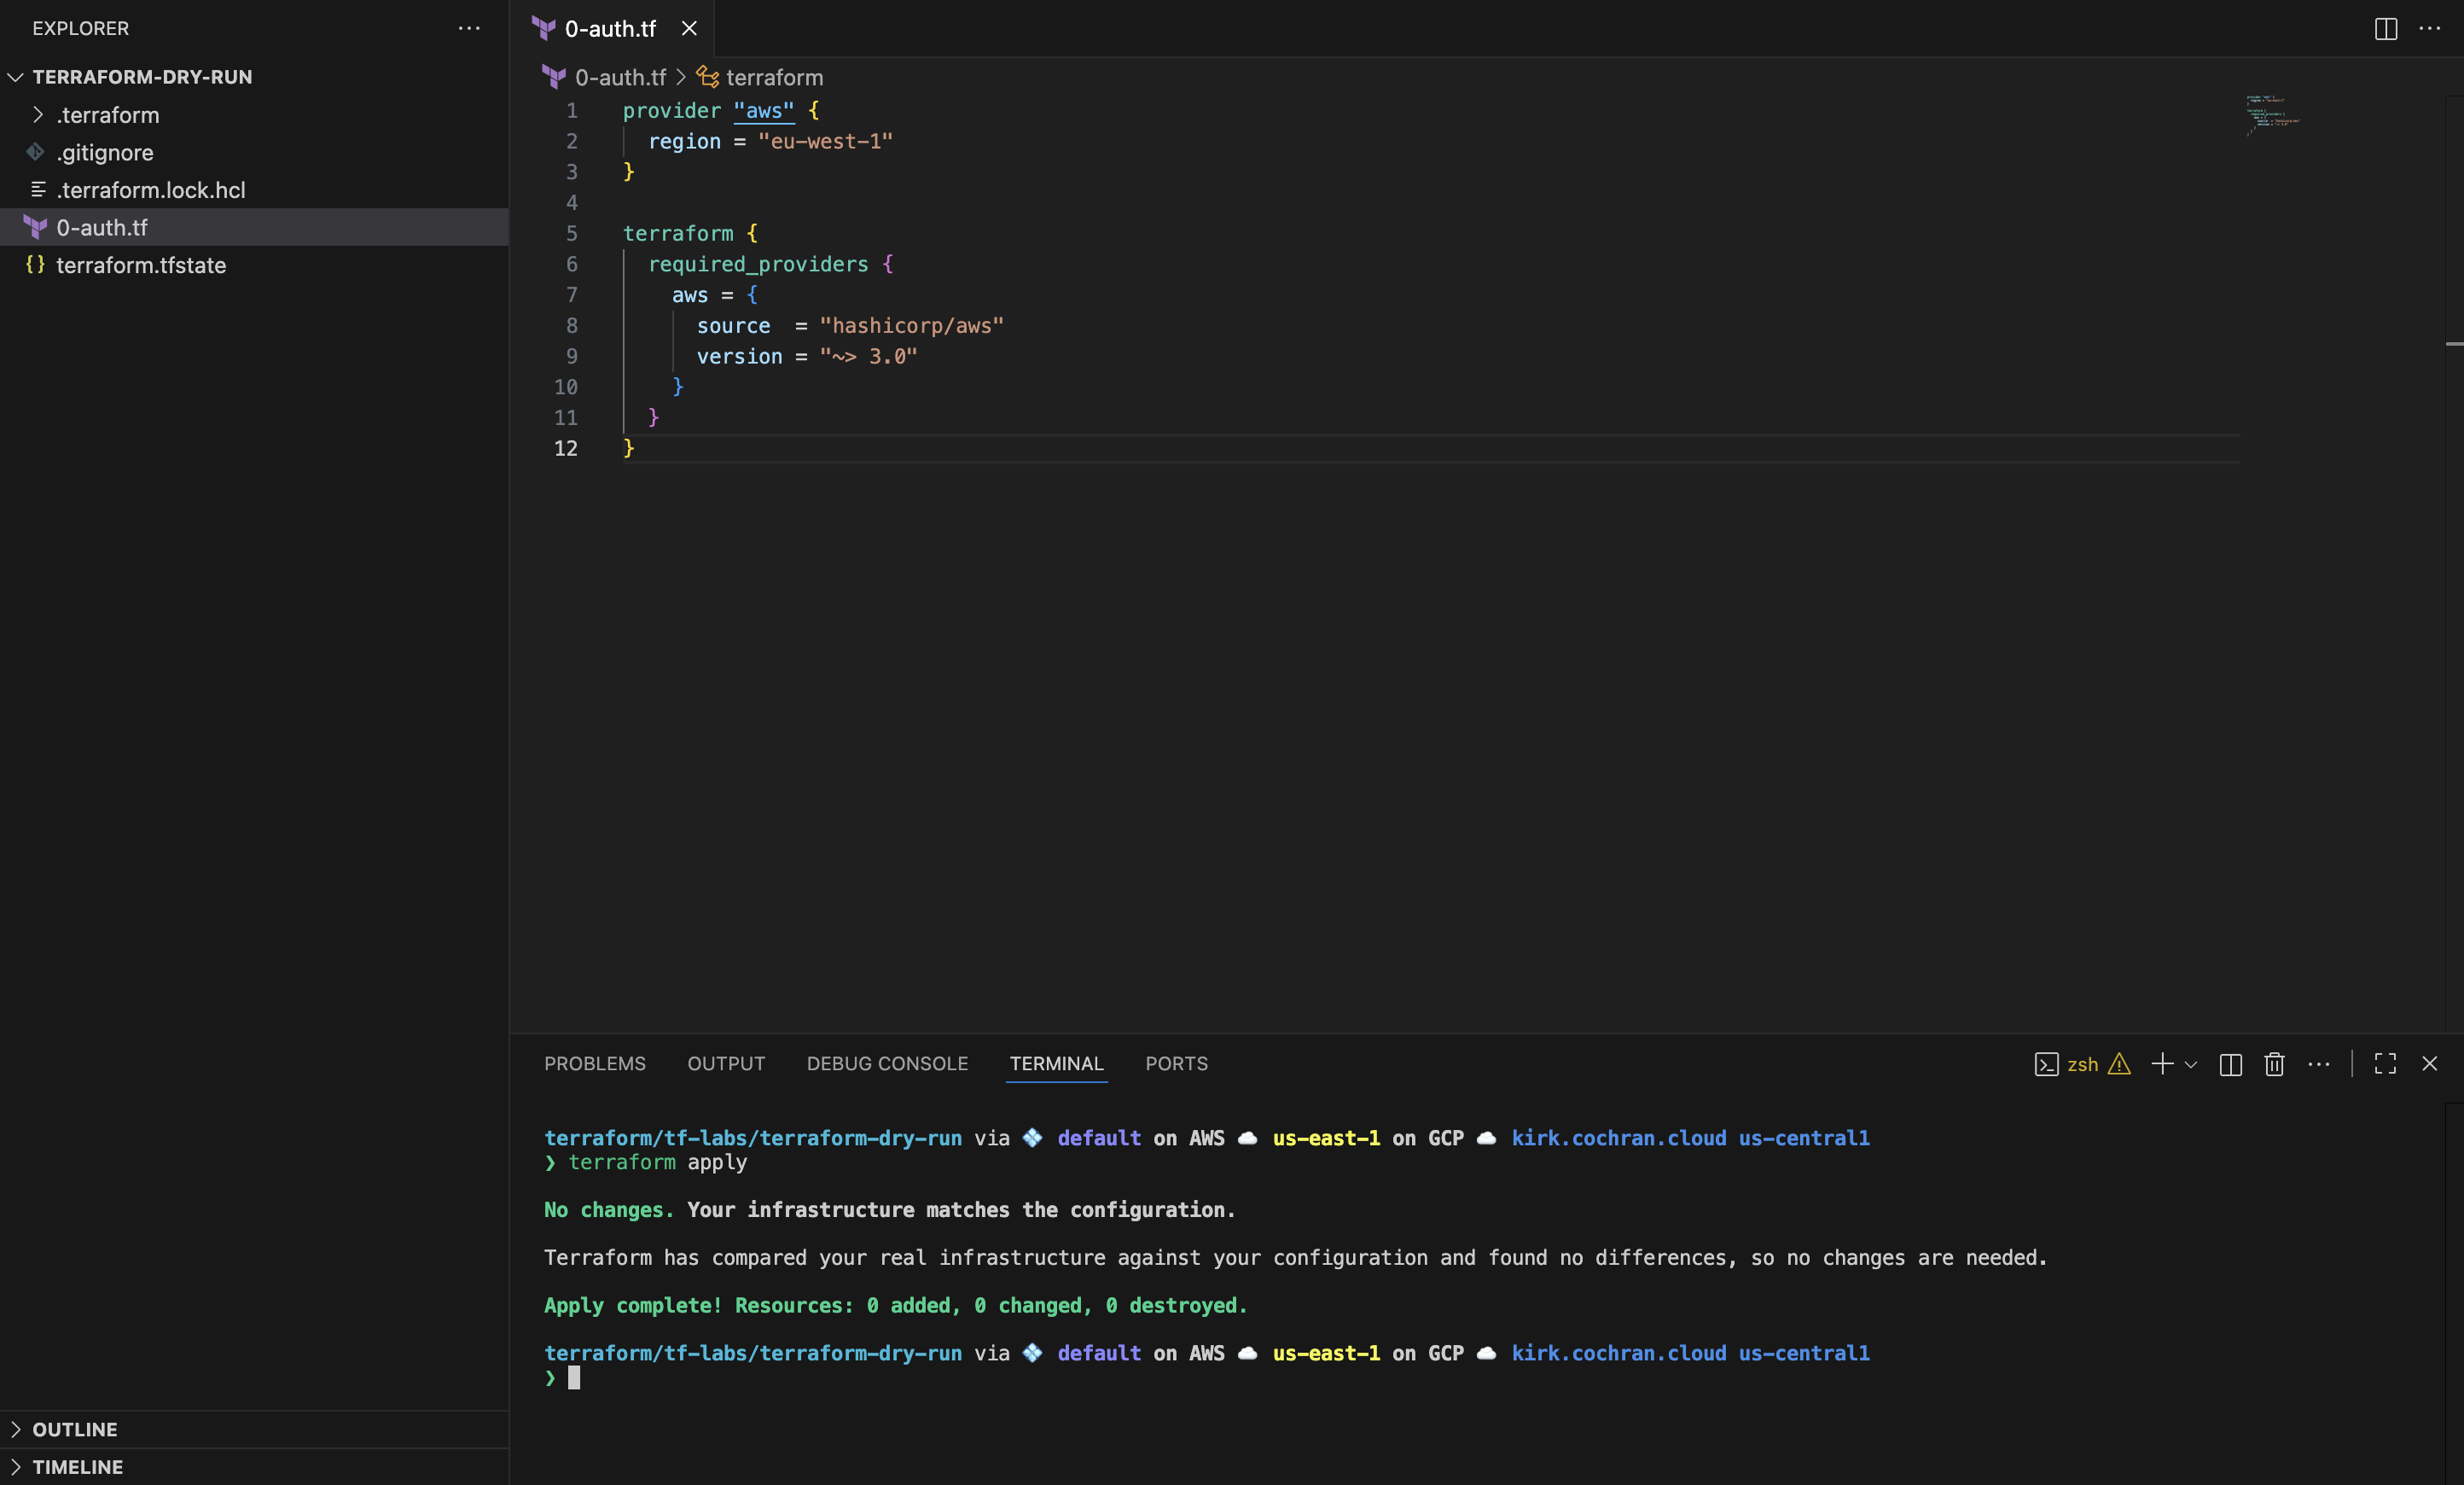 EXPLORER
TERRAFORM-DRY-RUN
.terraform
.gitignore
.terraform.lock.hcl
0-auth.tf
terraform.tfstate
OUTLINE
TIMELINE
0-auth.tf
0-auth.tf > terraform
1 provider "aws" {
2   region = "eu-west-1"
3 }
4
5 terraform {
6   required_providers {
7     aws = {
8       source  = "hashicorp/aws"
9       version = "~> 3.0"
10     }
11   }
12 }
PROBLEMS OUTPUT DEBUG CONSOLE TERMINAL PORTS zsh
terraform/tf-labs/terraform-dry-run via default on AWS us-east-1 on GCP kirk.cochran.cloud us-central1
❯ terraform apply
No changes. Your infrastructure matches the configuration.
Terraform has compared your real infrastructure against your configuration and found no differences, so no changes are needed.
Apply complete! Resources: 0 added, 0 changed, 0 destroyed.
terraform/tf-labs/terraform-dry-run via default on AWS us-east-1 on GCP kirk.cochran.cloud us-central1
❯